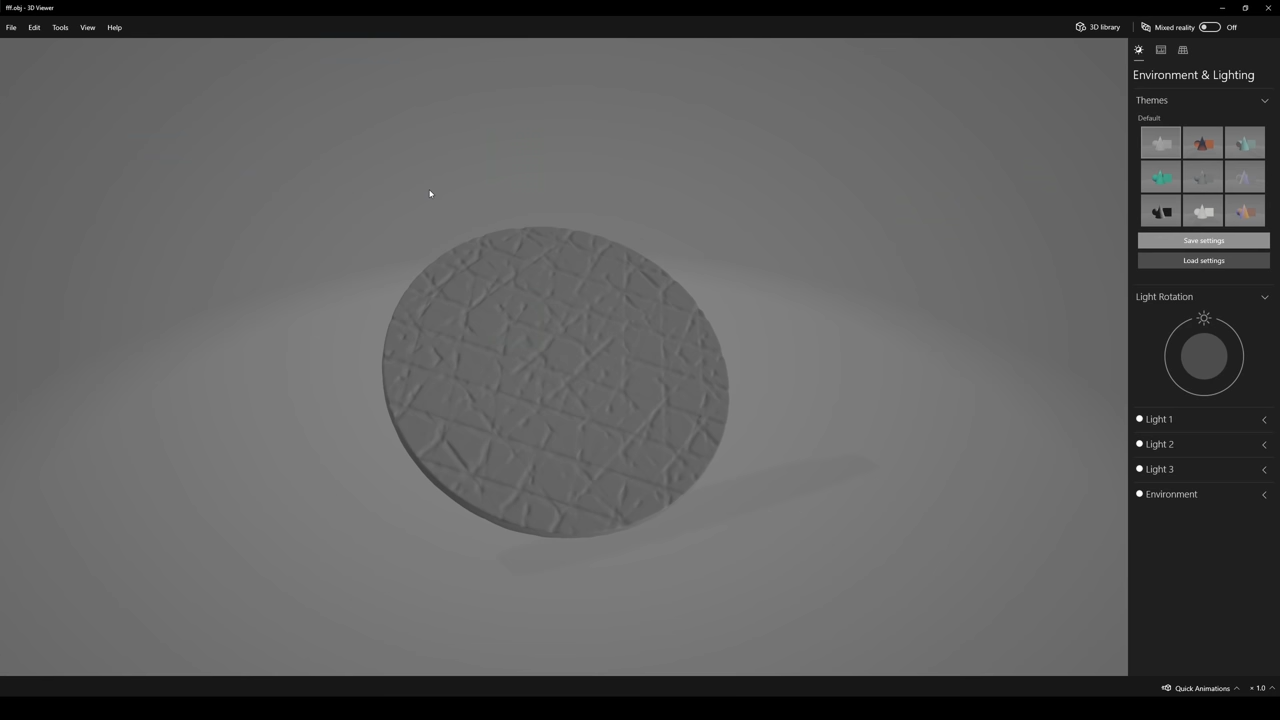 fff.obj - 3D Viewer
File Edit Tools View Help
3D library
Mixed reality Off
Environment & Lighting
Themes
Default
Save settings
Load settings
Light Rotation
Light 1
Light 2
Light 3
Environment
Quick Animations × 1.0